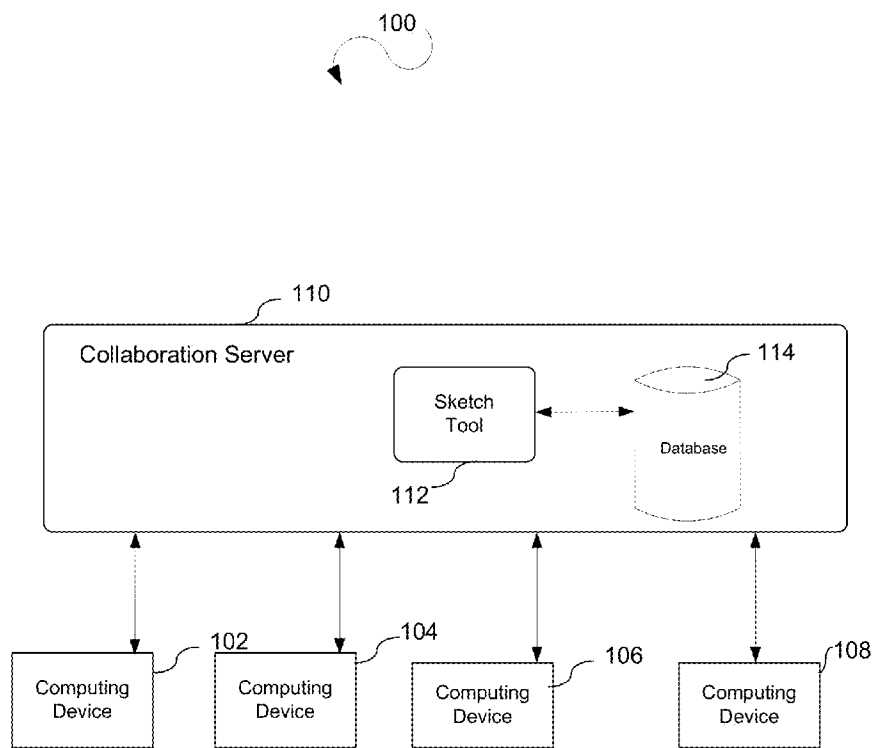 100
110
Collaboration Server
114
Sketch
Tool
Database
112
102
104
106
108
Computing
Device
Computing
Device
Computing
Device
Computing
Device